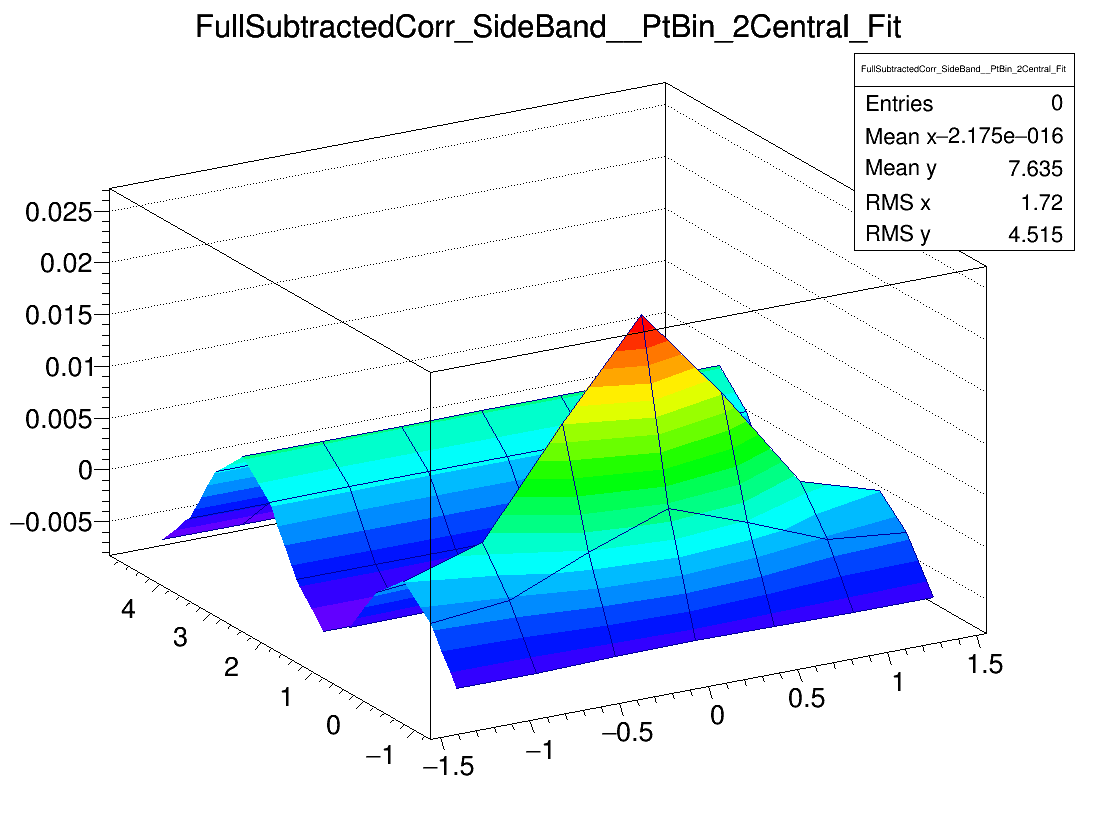 FullSubtractedCorr_SideBand__PtBin_2Central_Fit
FullSubtractedCorr_SideBand__PtBin_2Central_Fit
Entries 0
Mean x −2.175e−016
Mean y 7.635
RMS x 1.72
RMS y 4.515
0.025
0.02
0.015
0.01
0.005
0
−0.005
4
3
2
1
0
−1
−1.5
−1
−0.5
0
0.5
1
1.5